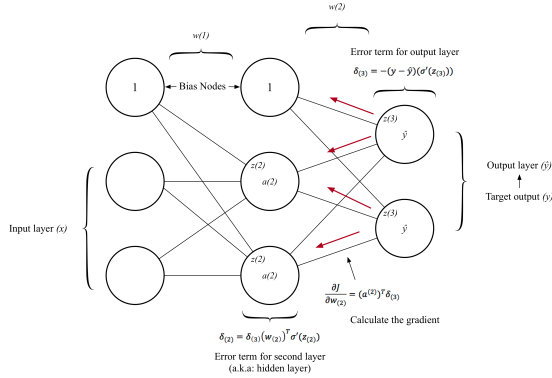 w(2)
w(1)
Error term for output layer
δ₍₃₎ = −(y − ŷ)(σ′(z₍₃₎))
1
Bias Nodes
1
z(3)
ŷ
z(2)
a(2)
Output layer (ŷ)
Target output (y)
z(3)
ŷ
Input layer (x)
z(2)
a(2)
∂J/∂w₍₂₎ = (a⁽²⁾)ᵀδ₍₃₎
Calculate the gradient
δ₍₂₎ = δ₍₃₎(w₍₂₎)ᵀσ′(z₍₂₎)
Error term for second layer
(a.k.a: hidden layer)